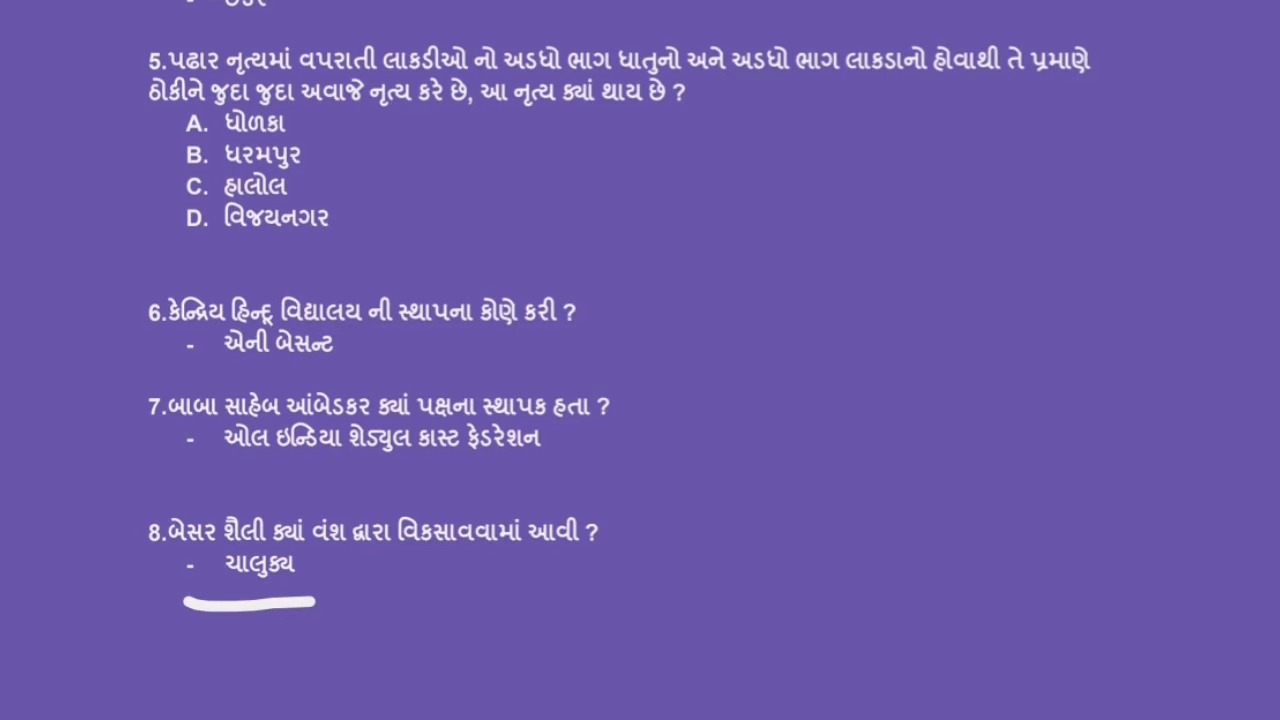 5.પઢાર નૃત્યમાં વપરાતી લાકડીઓ નો અડધો ભાગ ધાતુનો અને અડધો ભાગ લાકડાનો હોવાથી તે પ્રમાણે
ઠોકીને જુદા જુદા અવાજે નૃત્ય કરે છે, આ નૃત્ય ક્યાં થાય છે ?
A. ધોળકા
B. ધરમપુર
C. હાલોલ
D. વિજયનગર
6.કેન્દ્રિય હિન્દૂ વિદ્યાલય ની સ્થાપના કોણે કરી ?
- એની બેસન્ટ
7.બાબા સાહેબ આંબેડકર ક્યાં પક્ષના સ્થાપક હતા ?
- ઓલ ઇન્ડિયા શેડ્યુલ કાસ્ટ ફેડરેશન
8.બેસર શૈલી ક્યાં વંશ દ્વારા વિકસાવવામાં આવી ?
- ચાલુક્ય